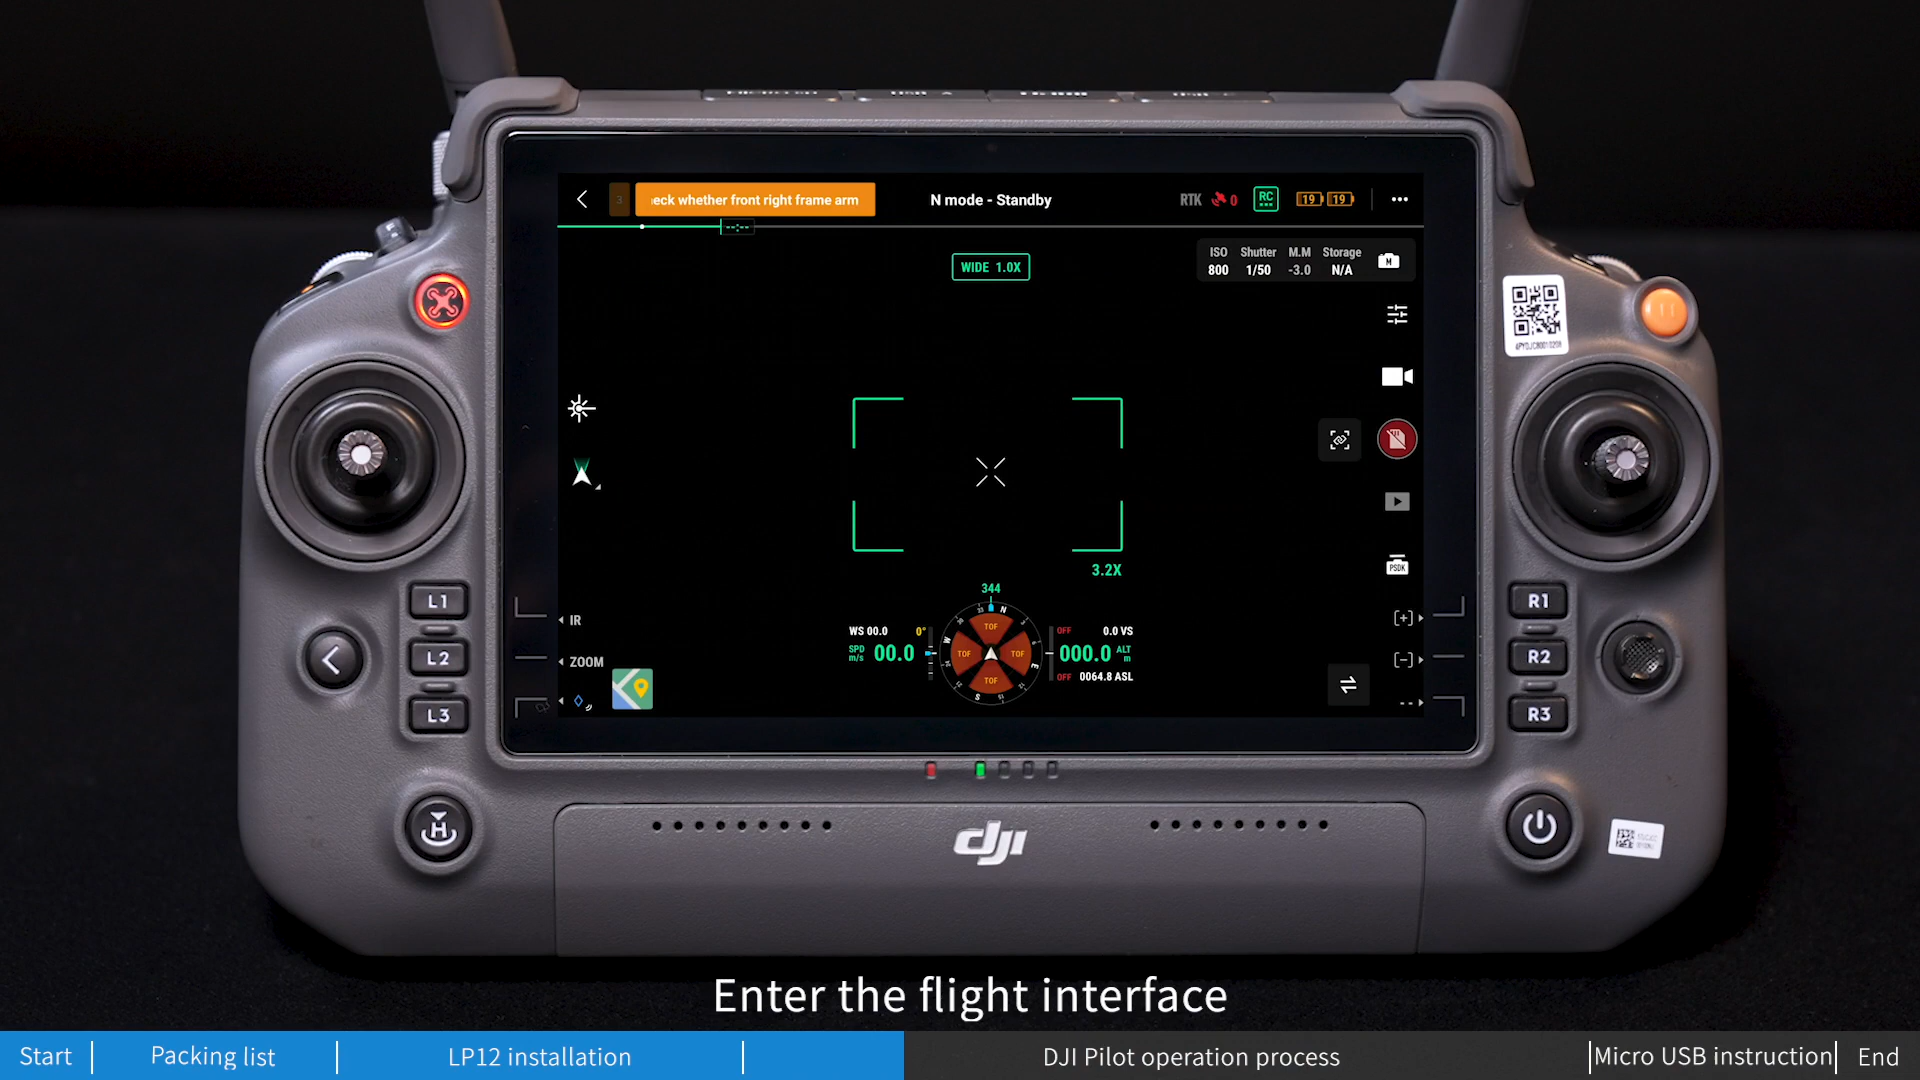 3
eck whether front right frame arm
N mode - Standby
RTK
0
RC
19
19
WIDE 1.0X
ISO Shutter M.M Storage
800 1/50 -3.0 N/A
M
3.2X
PSDK
344
N
E
S
W
TOF
TOF
TOF
TOF
WS 00.0
0°
SPD
m/s
00.0
OFF
0.0 VS
000.0
ALT
m
OFF
0064.8 ASL
IR
ZOOM
L1
L2
L3
R1
R2
R3
H
dji
Enter the flight interface
Start
Packing list
LP12 installation
DJI Pilot operation process
Micro USB instruction
End